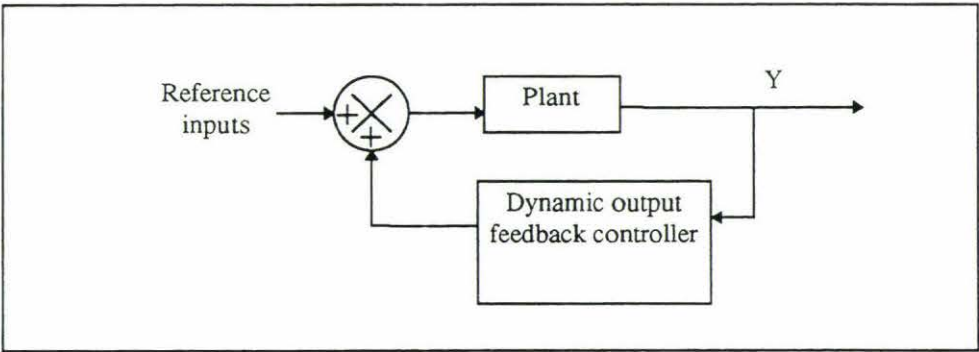 Reference
inputs
+
+
Plant
Y
Dynamic output
feedback controller